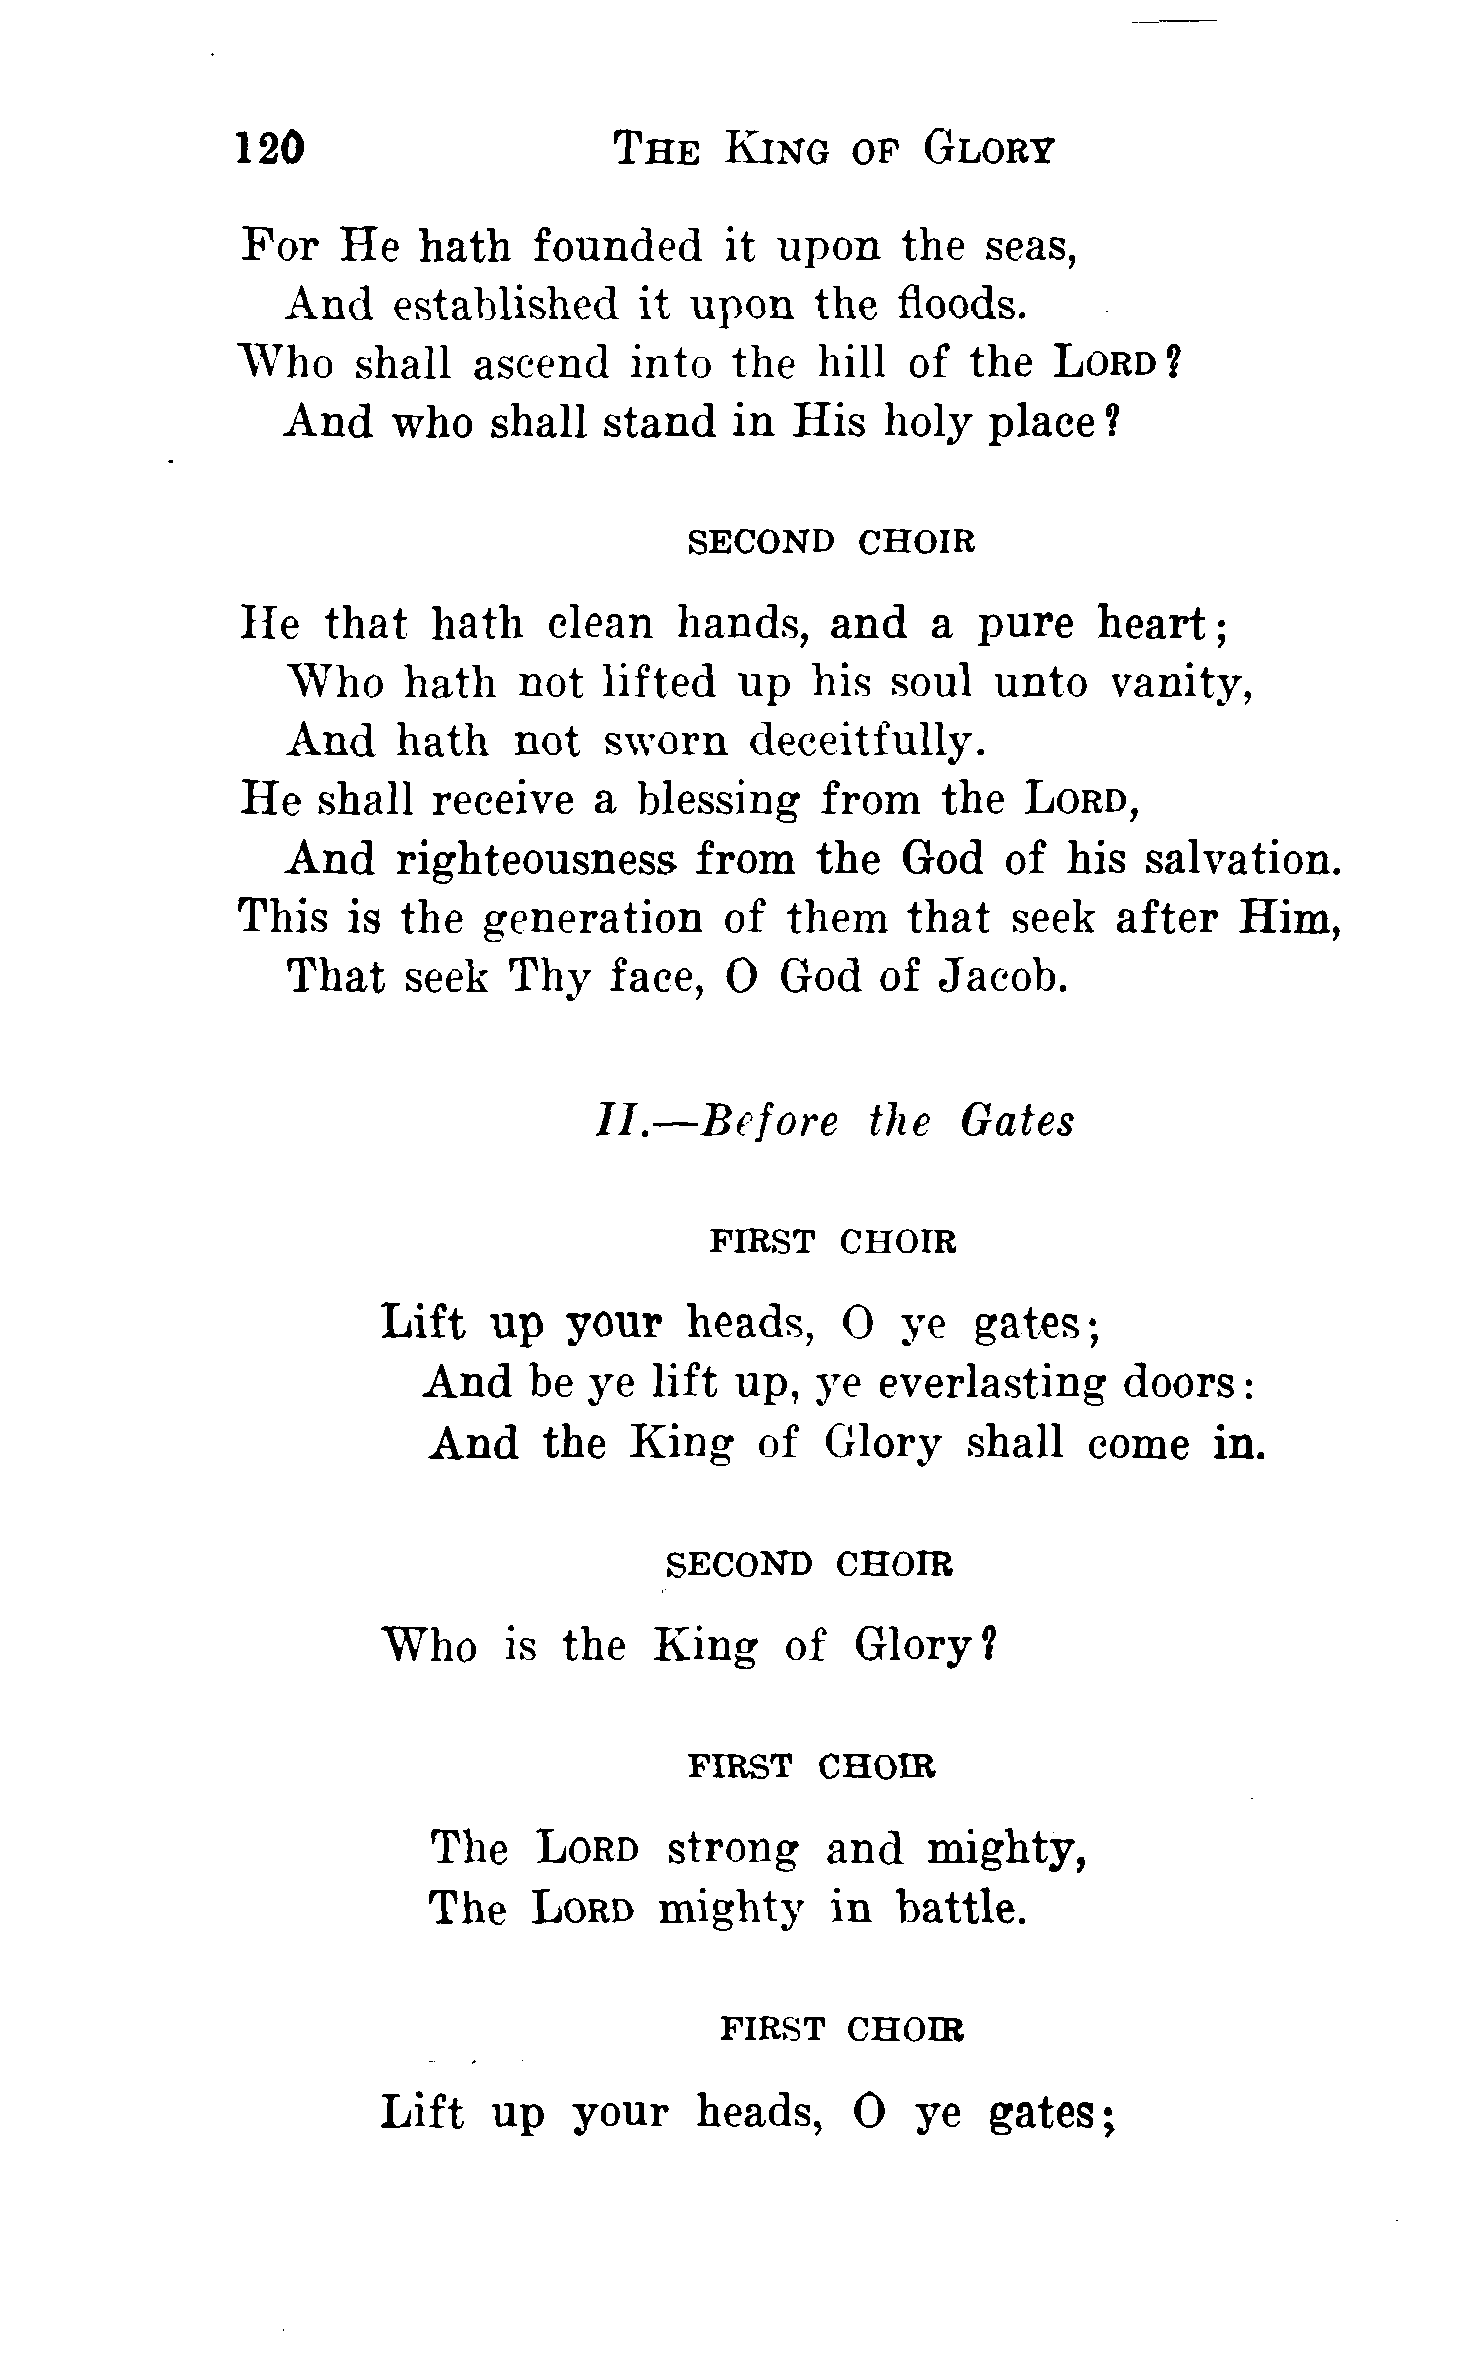 120 THE KING OF GLORY
For He hath founded it upon the seas,
And established it upon the floods.
Who shall ascend into the hill of the LORD?
And who shall stand in His holy place?
SECOND CHOIR
He that hath clean hands, and a pure heart;
Who hath not lifted up his soul unto vanity,
And hath not sworn deceitfully.
He shall receive a blessing from the LORD,
And righteousness from the God of his salvation.
This is the generation of them that seek after Him,
That seek Thy face, O God of Jacob.
II.—Before the Gates
FIRST CHOIR
Lift up your heads, O ye gates;
And be ye lift up, ye everlasting doors:
And the King of Glory shall come in.
SECOND CHOIR
Who is the King of Glory?
FIRST CHOIR
The LORD strong and mighty,
The LORD mighty in battle.
FIRST CHOIR
Lift up your heads, O ye gates;